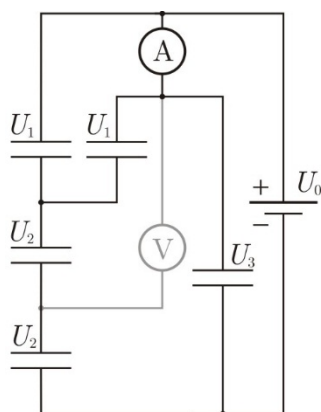 A
U₁
U₁
+
U₀
−
U₂
V
U₃
U₂